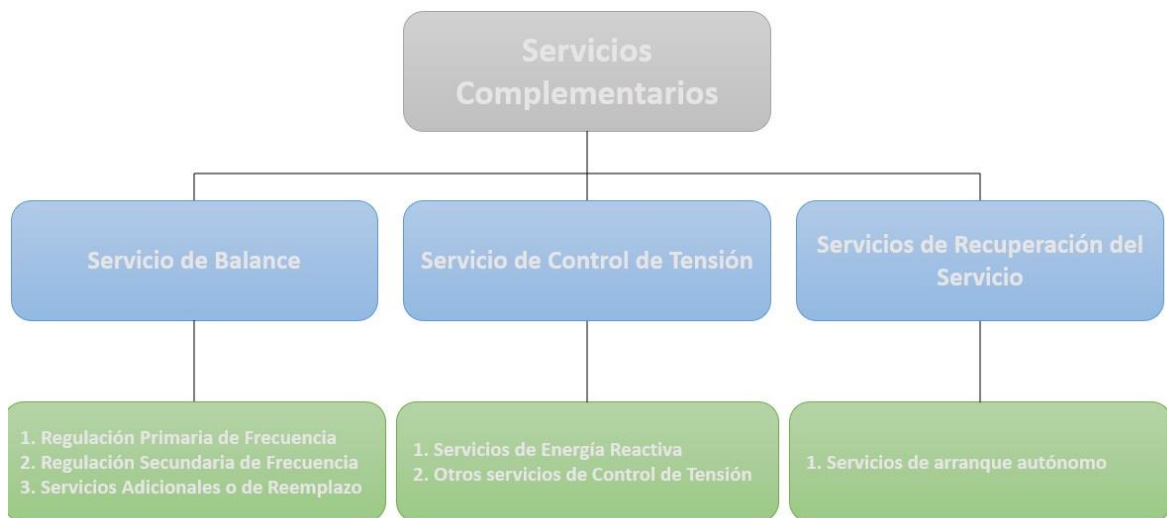 Servicios
Complementarios
Servicio de Balance
Servicio de Control de Tensión
Servicios de Recuperación del
Servicio
1. Regulación Primaria de Frecuencia
2. Regulación Secundaria de Frecuencia
3. Servicios Adicionales o de Reemplazo
1. Servicios de Energía Reactiva
2. Otros servicios de Control de Tensión
1. Servicios de arranque autónomo